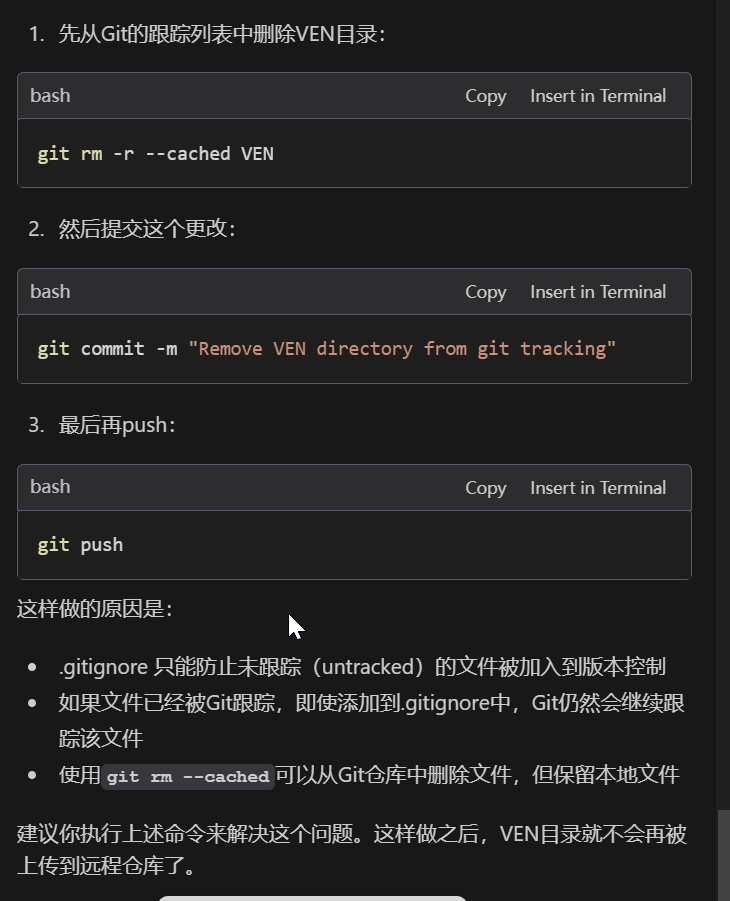 1. 先从Git的跟踪列表中删除VEN目录：
bash Copy Insert in Terminal
git rm -r --cached VEN
2. 然后提交这个更改：
bash Copy Insert in Terminal
git commit -m "Remove VEN directory from git tracking"
3. 最后再push：
bash Copy Insert in Terminal
git push
这样做的原因是：
• .gitignore 只能防止未跟踪（untracked）的文件被加入到版本控制
• 如果文件已经被Git跟踪，即使添加到.gitignore中，Git仍然会继续跟
踪该文件
• 使用git rm --cached可以从Git仓库中删除文件，但保留本地文件
建议你执行上述命令来解决这个问题。这样做之后，VEN目录就不会再被
上传到远程仓库了。